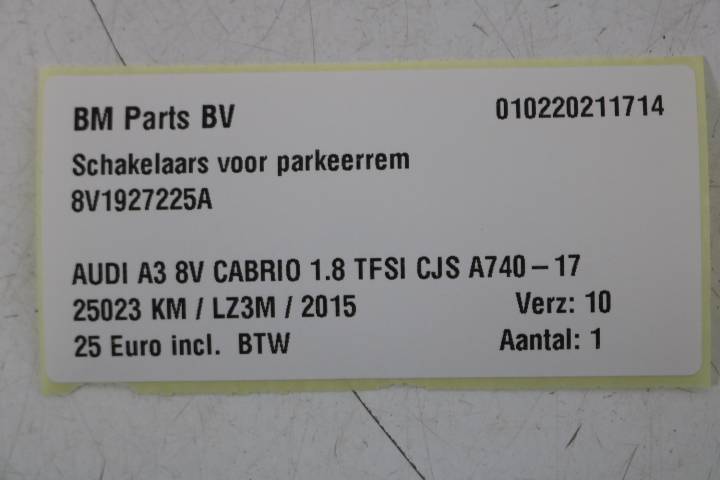 BM Parts BV 010220211714
Schakelaars voor parkeerrem
8V1927225A
AUDI A3 8V CABRIO 1.8 TFSI CJS A740-17
25023 KM / LZ3M / 2015 Verz: 10
25 Euro incl. BTW Aantal: 1